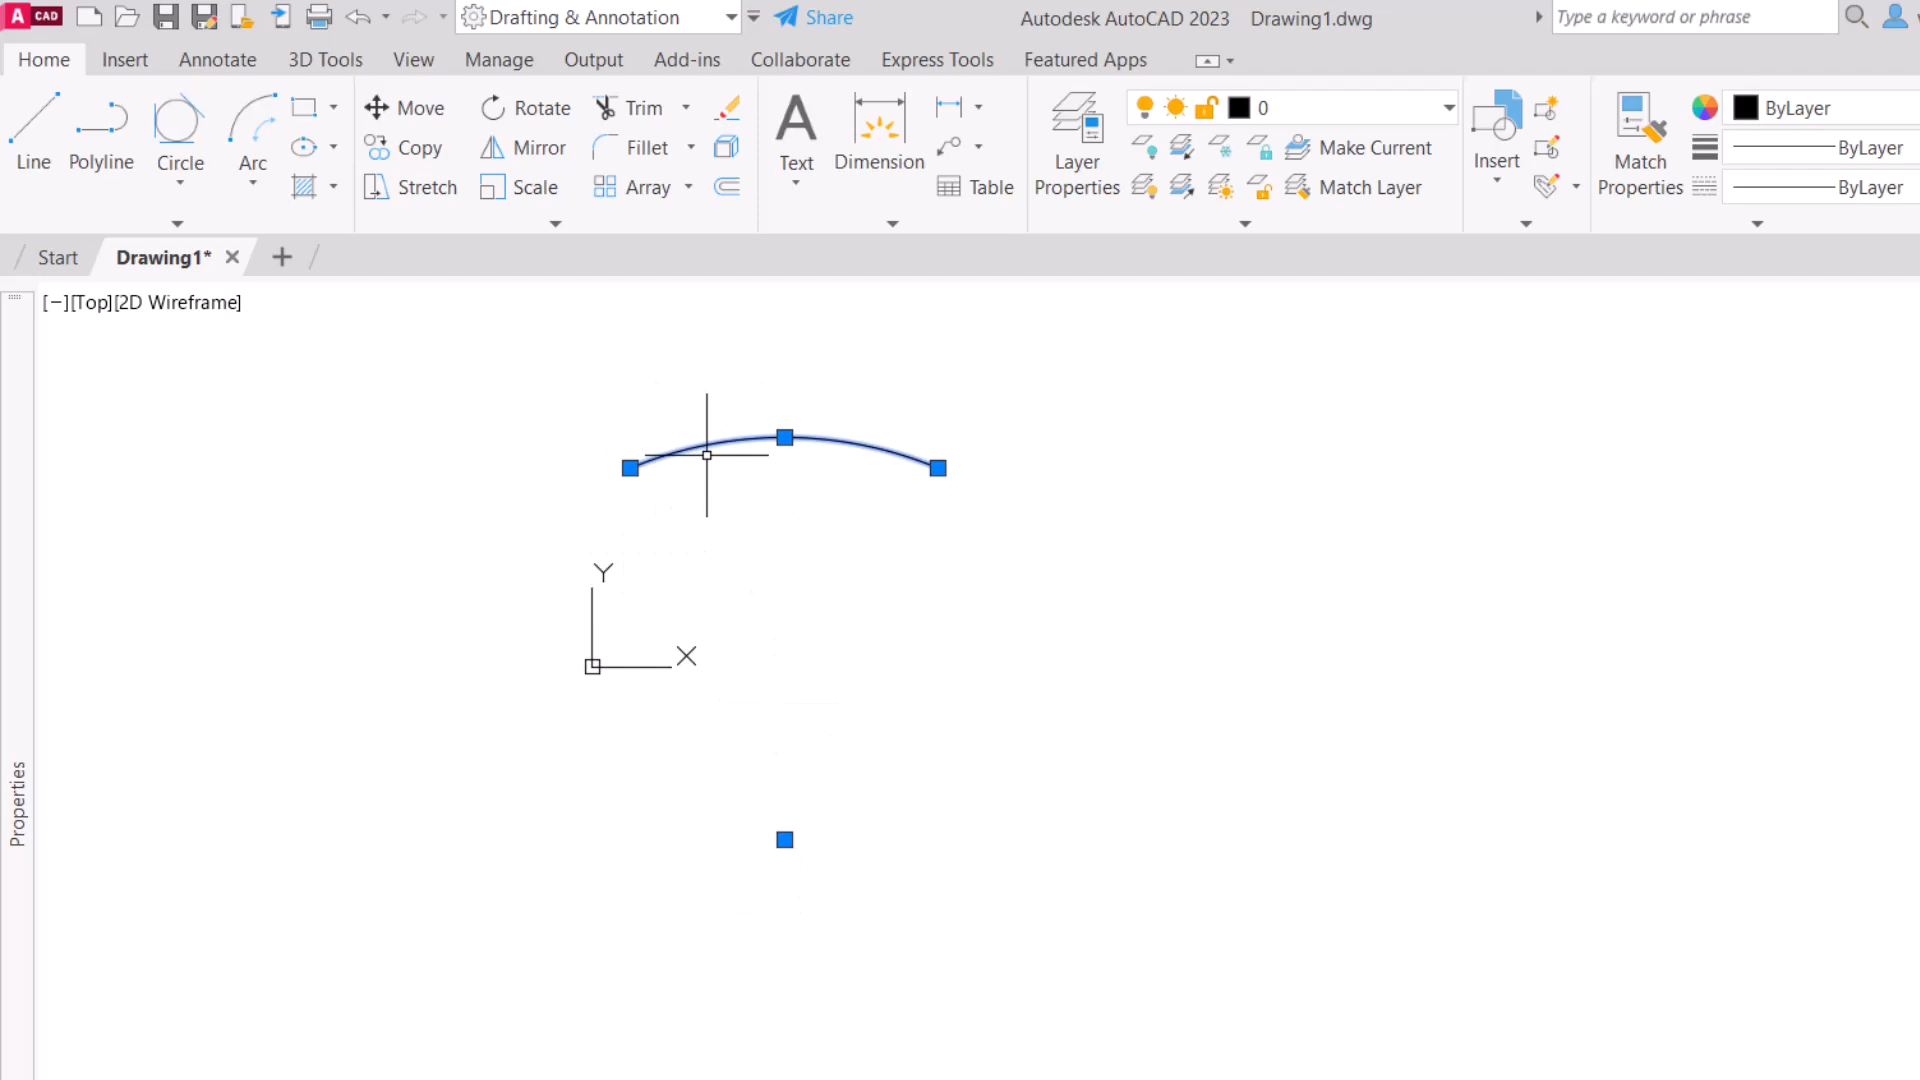 A CAD Drafting & Annotation Share Autodesk AutoCAD 2023 Drawing1.dwg Type a keyword or phrase
Home Insert Annotate 3D Tools View Manage Output Add-ins Collaborate Express Tools Featured Apps
Line Polyline Circle Arc
Move Rotate Trim
Copy Mirror Fillet
Stretch Scale Array
A
Text Dimension
Table
Layer
Properties
0
Make Current
Match Layer
Insert
Match
Properties
ByLayer
ByLayer
ByLayer
Start Drawing1*
[−][Top][2D Wireframe]
Y
X
Properties